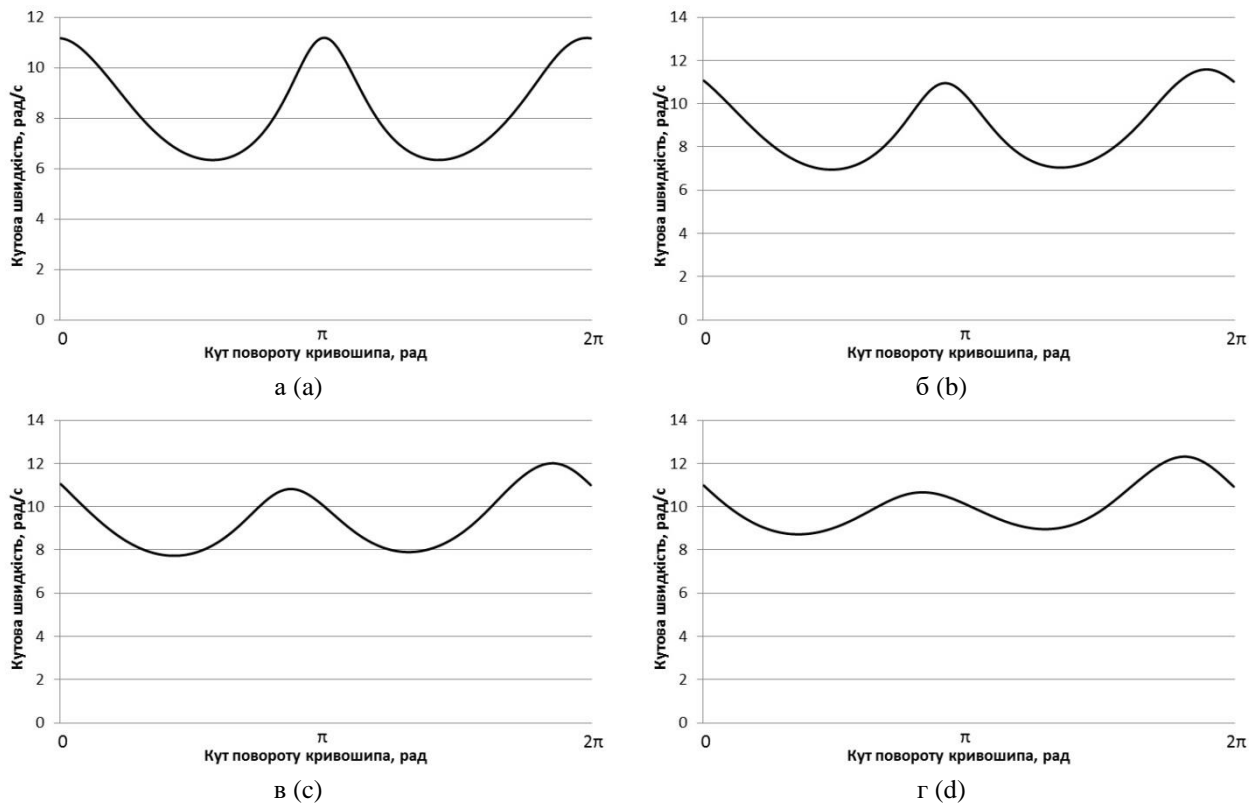 12
10
8
6
4
2
0
Кутова швидкість, рад/с
0
π
2π
Кут повороту кривошипа, рад
а (a)
14
12
10
8
6
4
2
0
Кутова швидкість, рад/с
0
π
2π
Кут повороту кривошипа, рад
б (b)
14
12
10
8
6
4
2
0
Кутова швидкість, рад/с
0
π
2π
Кут повороту кривошипа, рад
в (c)
14
12
10
8
6
4
2
0
Кутова швидкість, рад/с
0
π
2π
Кут повороту кривошипа, рад
г (d)